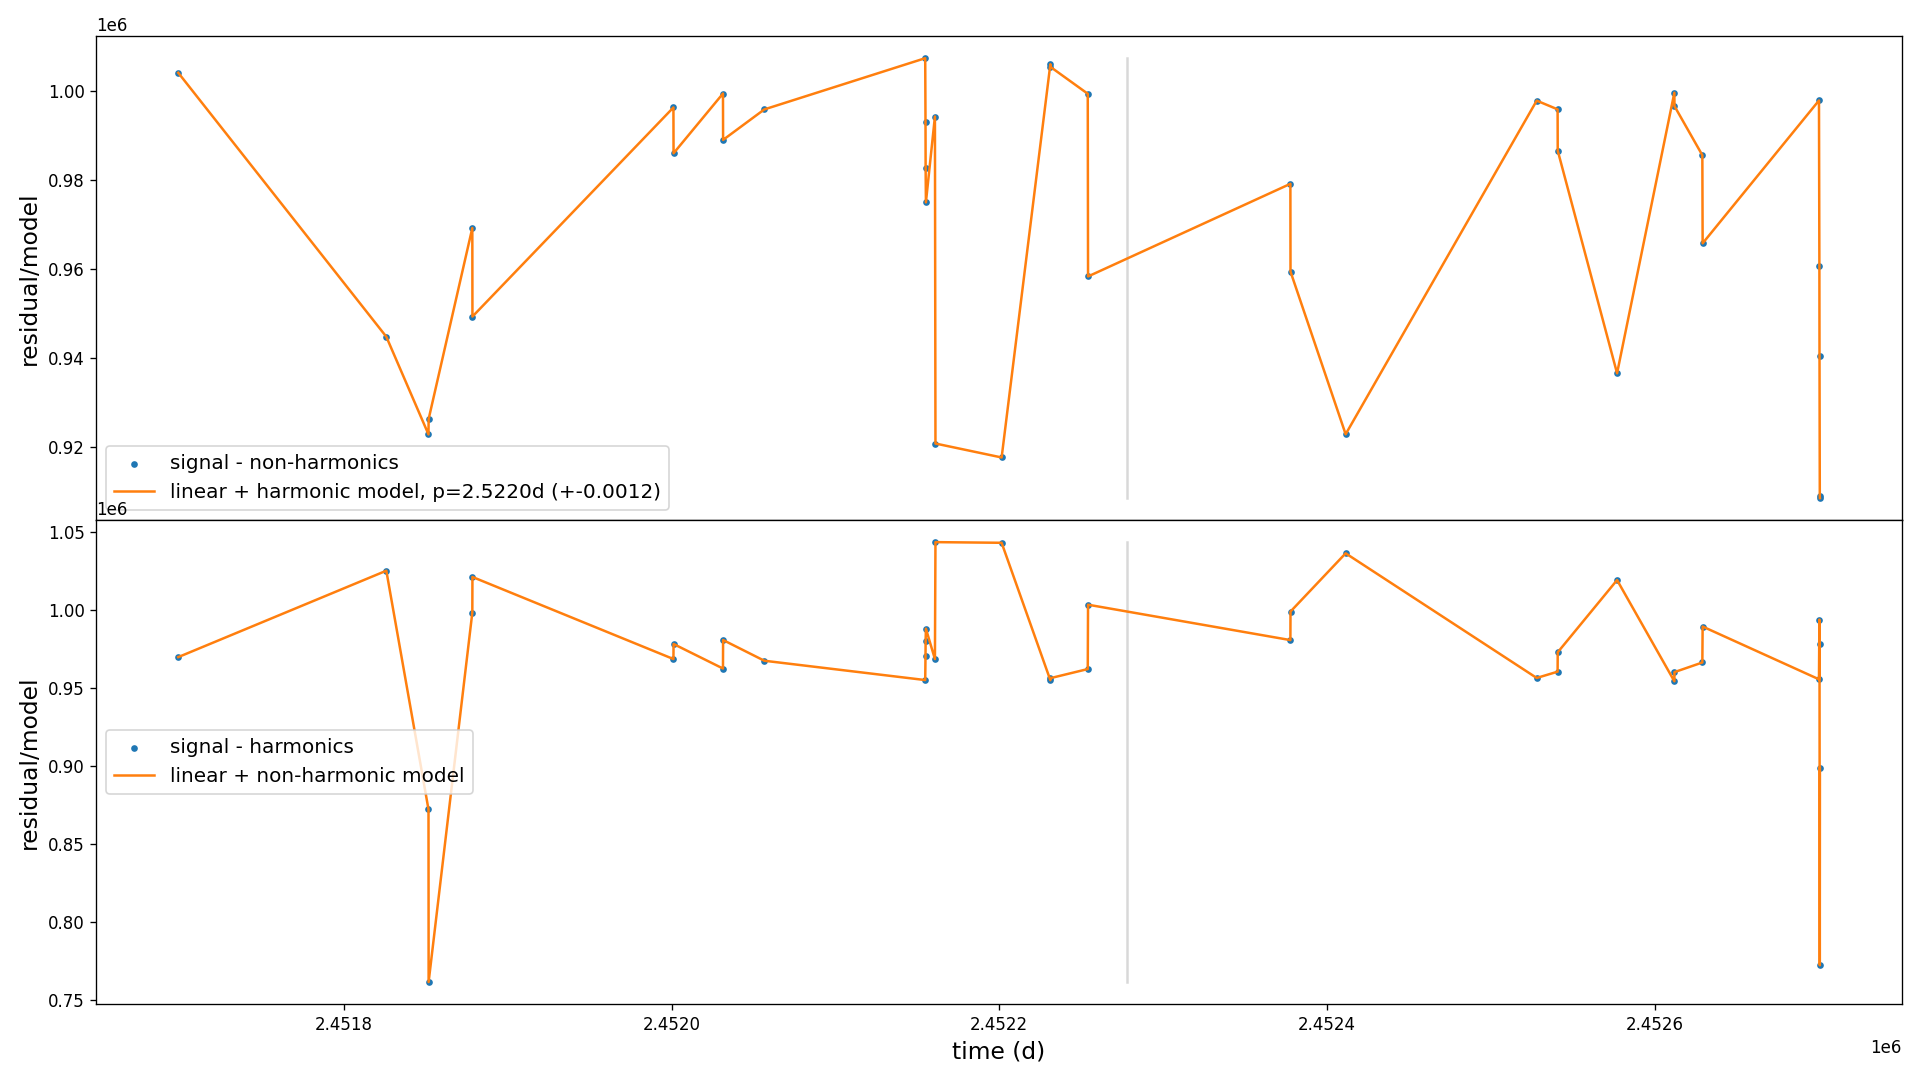 1e6
1.00
0.98
0.96
0.94
0.92
residual/model
signal - non-harmonics
linear + harmonic model, p=2.5220d (+-0.0012)
1e6
1.05
1.00
0.95
0.90
0.85
0.80
0.75
residual/model
signal - harmonics
linear + non-harmonic model
2.4518 2.4520 2.4522 2.4524 2.4526
time (d)
1e6